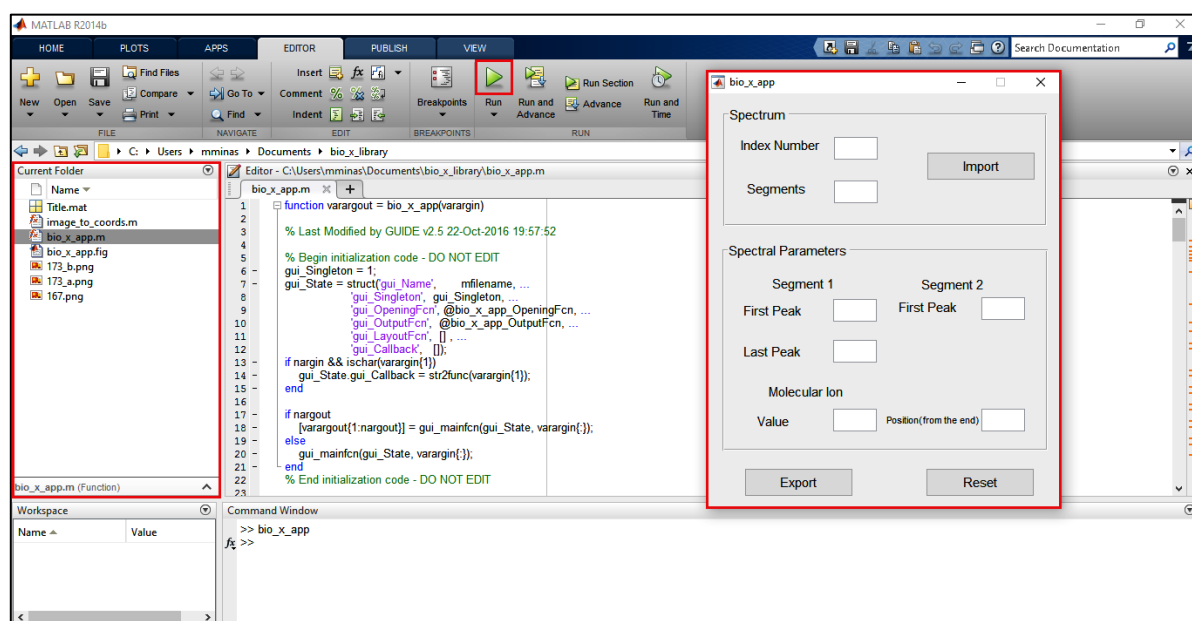 MATLAB R2014b
HOME PLOTS APPS EDITOR PUBLISH VIEW
Search Documentation
New Open Save
Find Files
Compare
Print
FILE
Go To
Find
NAVIGATE
Insert fx
Comment
Indent
EDIT
Breakpoints
BREAKPOINTS
Run
Run and Advance
Run Section
Advance
Run and Time
RUN
C: Users mminas Documents bio_x_library
Current Folder
Name
Title.mat
image_to_coords.m
bio_x_app.m
bio_x_app.fig
173_b.png
173_a.png
167.png
bio_x_app.m (Function)
Workspace
Name Value
Editor - C:\Users\mminas\Documents\bio_x_library\bio_x_app.m
bio_x_app.m
1 function varargout = bio_x_app(varargin)
2
3 % Last Modified by GUIDE v2.5 22-Oct-2016 19:57:52
4
5 % Begin initialization code - DO NOT EDIT
6 - gui_Singleton = 1;
7 - gui_State = struct('gui_Name', mfilename, ...
8 'gui_Singleton', gui_Singleton, ...
9 'gui_OpeningFcn', @bio_x_app_OpeningFcn, ...
10 'gui_OutputFcn', @bio_x_app_OutputFcn, ...
11 'gui_LayoutFcn', [] , ...
12 'gui_Callback', []);
13 - if nargin && ischar(varargin{1})
14 - gui_State.gui_Callback = str2func(varargin{1});
15 - end
16
17 - if nargout
18 - [varargout{1:nargout}] = gui_mainfcn(gui_State, varargin{:});
19 - else
20 - gui_mainfcn(gui_State, varargin{:});
21 - end
22 % End initialization code - DO NOT EDIT
23
Command Window
>> bio_x_app
fx >>
bio_x_app
Spectrum
Index Number
Import
Segments
Spectral Parameters
Segment 1 Segment 2
First Peak First Peak
Last Peak
Molecular Ion
Value Position(from the end)
Export Reset